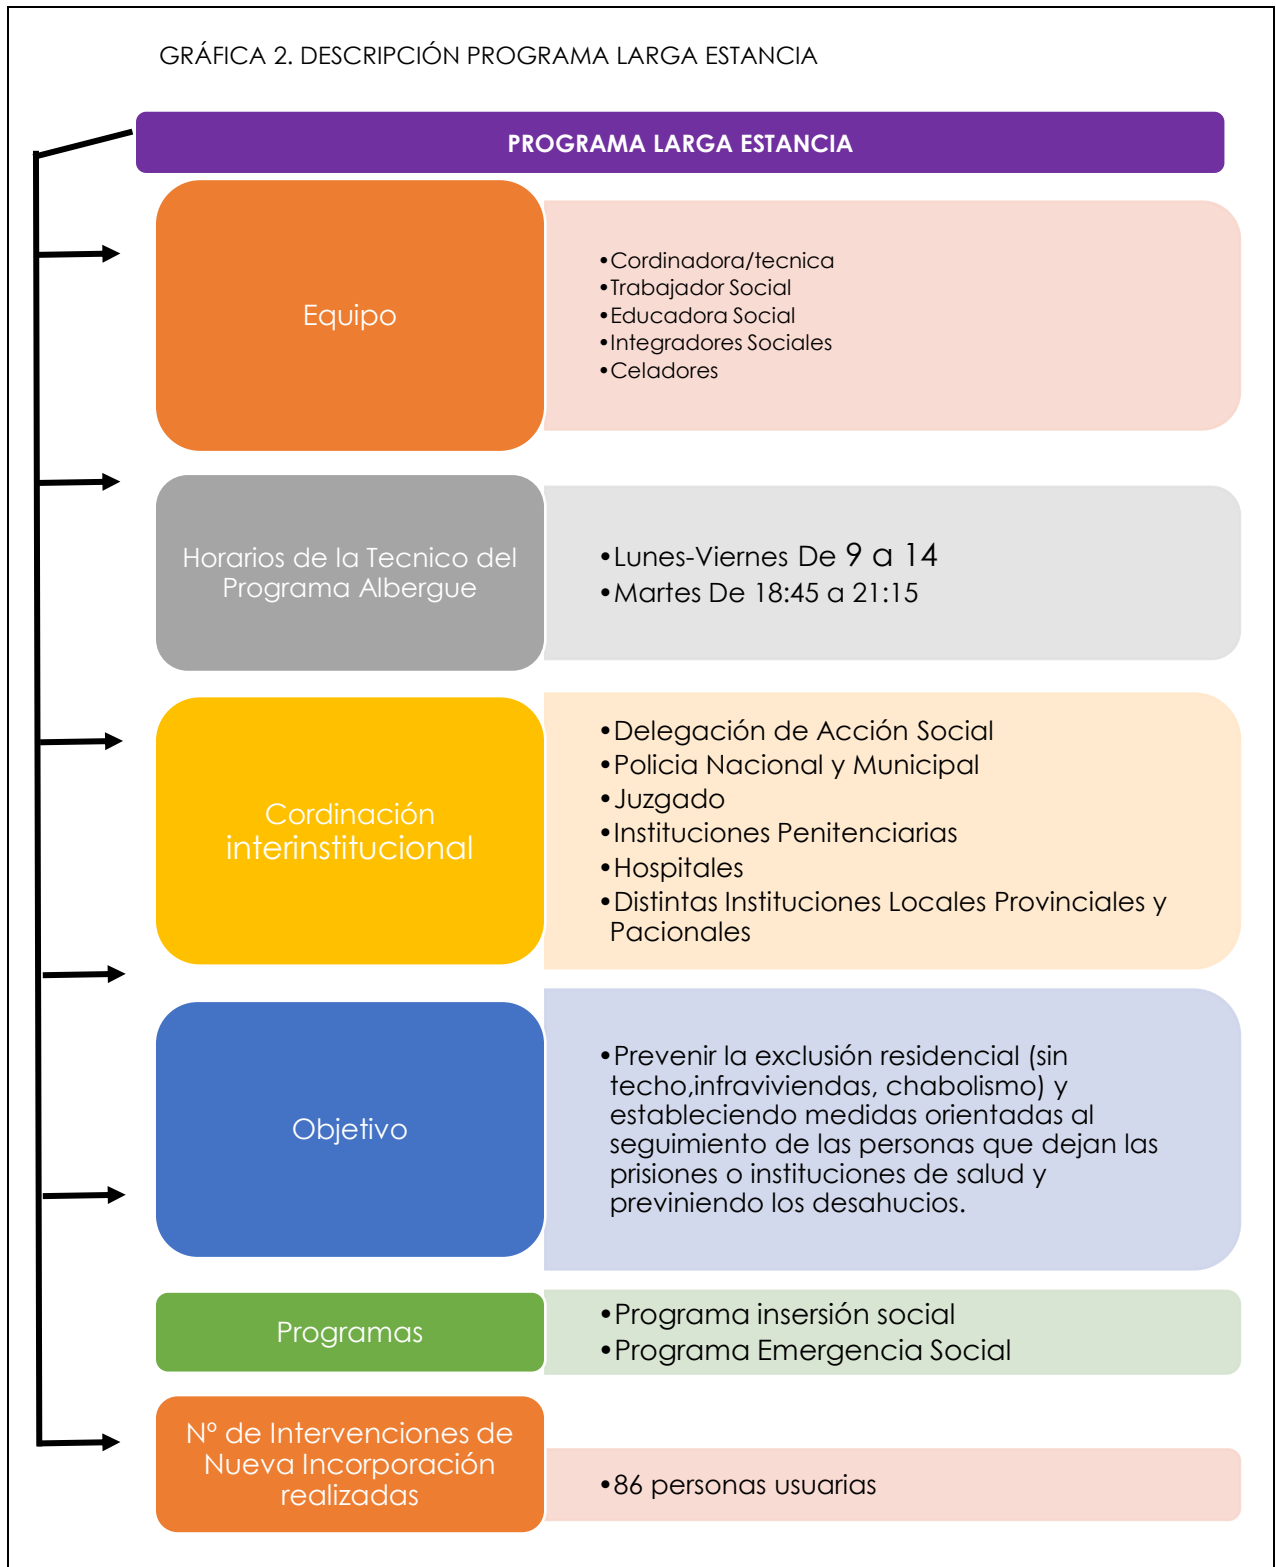 GRÁFICA 2. DESCRIPCIÓN PROGRAMA LARGA ESTANCIA
PROGRAMA LARGA ESTANCIA
Equipo
•Cordinadora/tecnica
•Trabajador Social
•Educadora Social
•Integradores Sociales
•Celadores
Horarios de la Tecnico del
Programa Albergue
•Lunes-Viernes De 9 a 14
•Martes De 18:45 a 21:15
Cordinación
interinstitucional
•Delegación de Acción Social
•Policia Nacional y Municipal
•Juzgado
•Instituciones Penitenciarias
•Hospitales
•Distintas Instituciones Locales Provinciales y
Pacionales
Objetivo
•Prevenir la exclusión residencial (sin
techo,infraviviendas, chabolismo) y
estableciendo medidas orientadas al
seguimiento de las personas que dejan las
prisiones o instituciones de salud y
previniendo los desahucios.
Programas
•Programa insersión social
•Programa Emergencia Social
Nº de Intervenciones de
Nueva Incorporación
realizadas
•86 personas usuarias